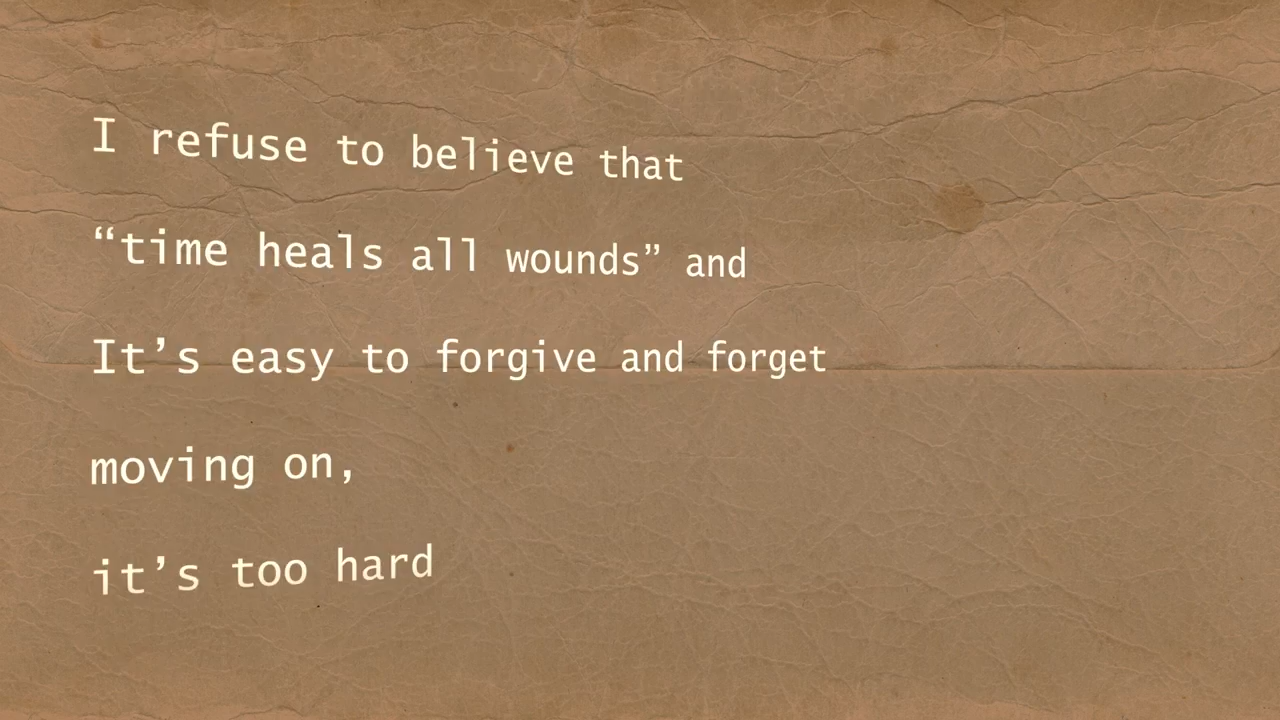 I refuse to believe that
“time heals all wounds” and
It’s easy to forgive and forget
moving on,
it’s too hard